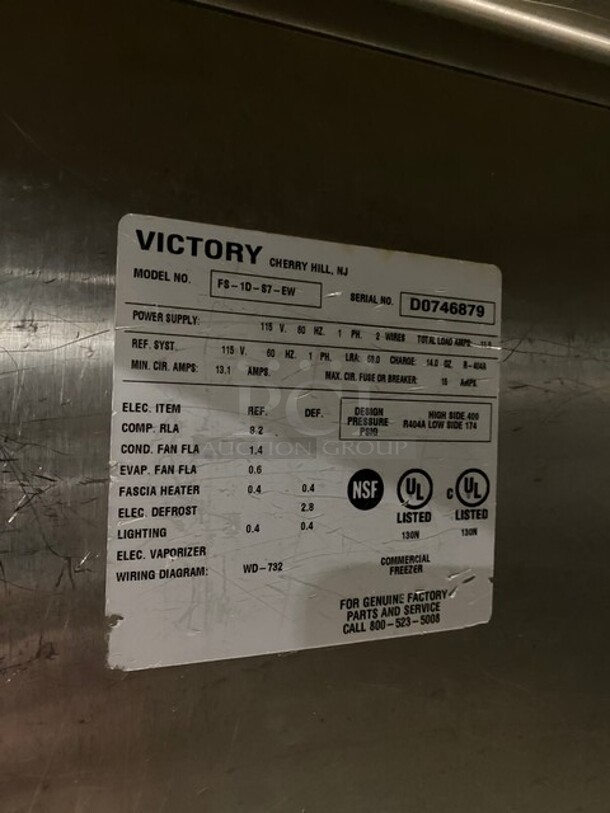 VICTORY CHERRY HILL, NJ
MODEL NO. FS-1D-S7-EW SERIAL NO. D0746879
POWER SUPPLY: 115 V. 60 HZ. 1 PH. 2 WIRES TOTAL LOAD AMPS:
REF. SYST. 115 V. 60 HZ. 1 PH. LRA: CHARGE: 14.0 OZ. R-404A
MIN. CIR. AMPS: 13.1 AMPS. MAX. CIR. FUSE OR BREAKER: 15 AMPS.
ELEC. ITEM REF. DEF. DESIGN PRESSURE PSIG HIGH SIDE 400
COMP. RLA R404A LOW SIDE 174
COND. FAN FLA 1.4
EVAP. FAN FLA 0.6
FASCIA HEATER 0.4 0.4
ELEC. DEFROST 2.8
LIGHTING 0.4 0.4
ELEC. VAPORIZER
WIRING DIAGRAM: WD-732
NSF
UL C UL
LISTED LISTED
130N 130N
COMMERCIAL
FREEZER
FOR GENUINE FACTORY
PARTS AND SERVICE
CALL 800-523-5008
AUCTION GROUP